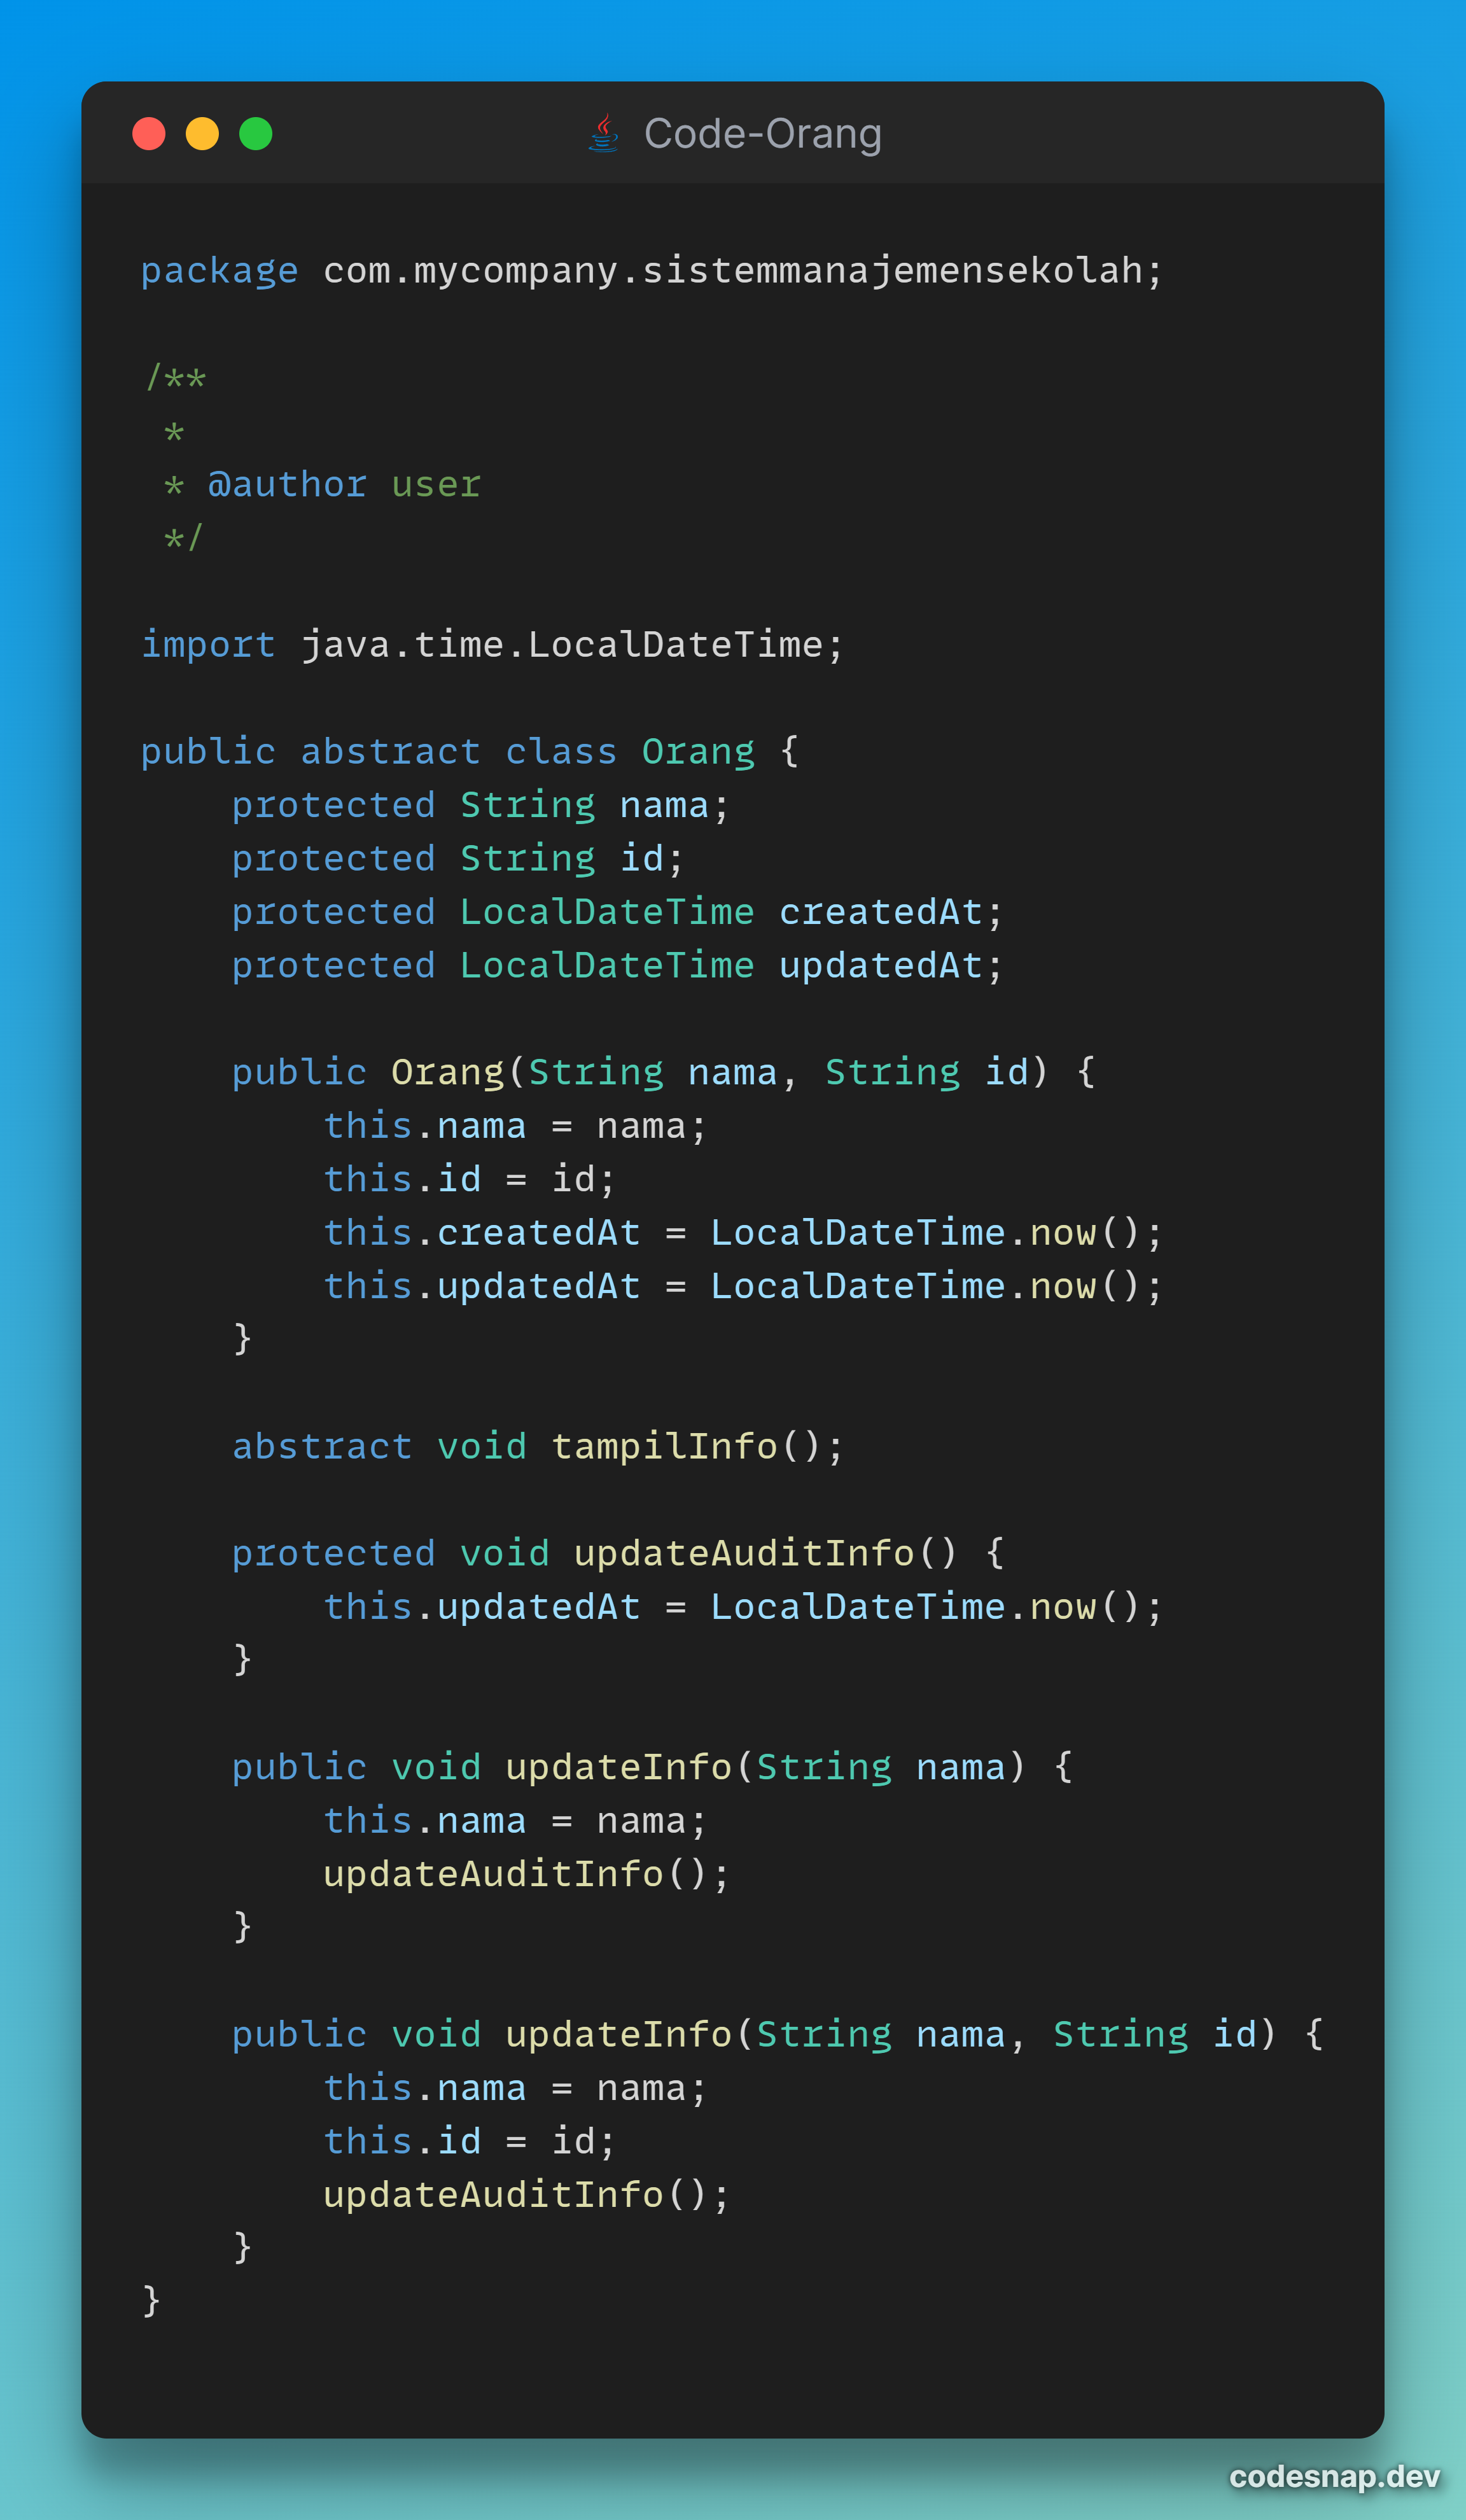 Code-Orang
package com.mycompany.sistemmanajemensekolah;
/**
 *
 * @author user
 */
import java.time.LocalDateTime;
public abstract class Orang {
    protected String nama;
    protected String id;
    protected LocalDateTime createdAt;
    protected LocalDateTime updatedAt;
    public Orang(String nama, String id) {
        this.nama = nama;
        this.id = id;
        this.createdAt = LocalDateTime.now();
        this.updatedAt = LocalDateTime.now();
    }
    abstract void tampilInfo();
    protected void updateAuditInfo() {
        this.updatedAt = LocalDateTime.now();
    }
    public void updateInfo(String nama) {
        this.nama = nama;
        updateAuditInfo();
    }
    public void updateInfo(String nama, String id) {
        this.nama = nama;
        this.id = id;
        updateAuditInfo();
    }
}
codesnap.dev